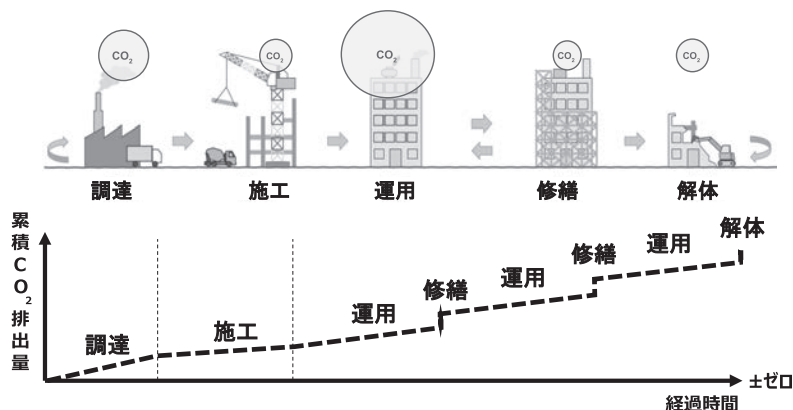 CO₂
CO₂
CO₂
CO₂
CO₂
調達
施工
運用
修繕
解体
累積CO₂排出量
調達
施工
運用
修繕
運用
修繕
運用
解体
±ゼロ
経過時間